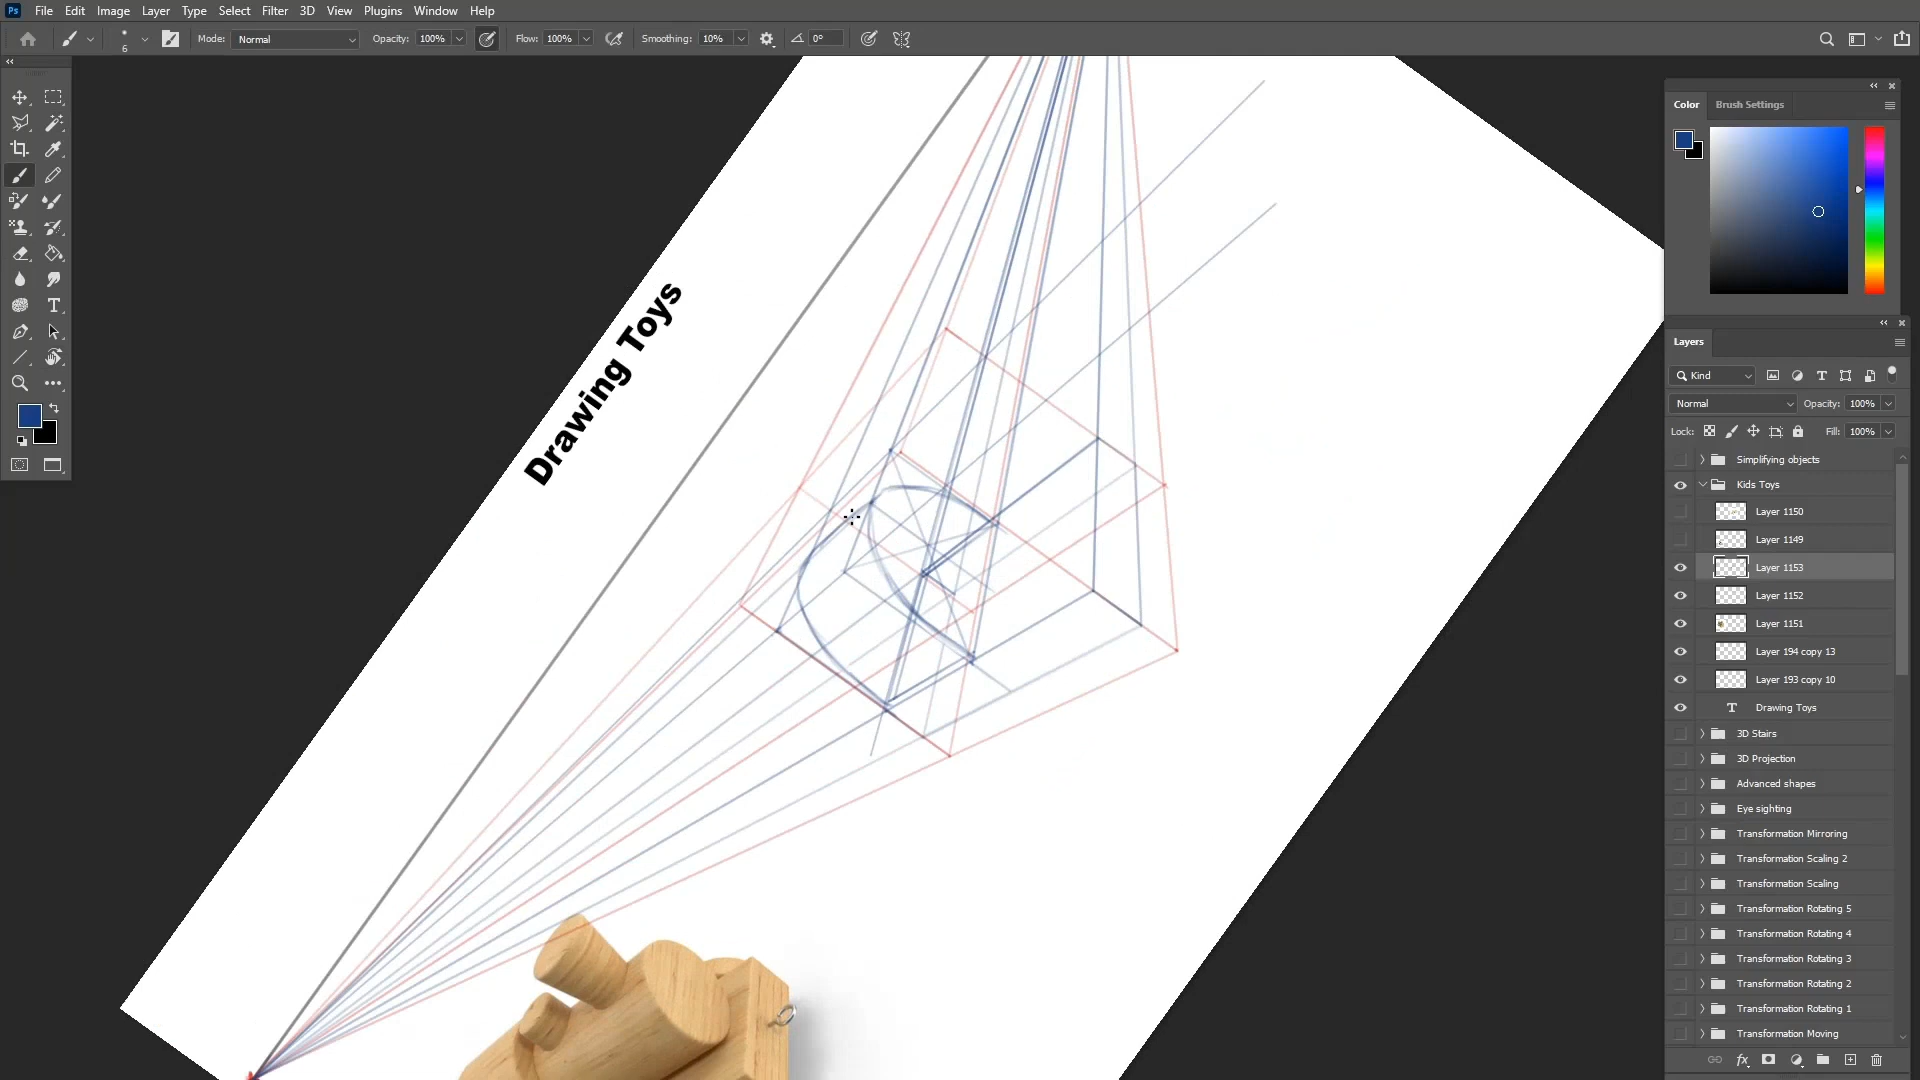 Ps File Edit Image Layer Type Select Filter 3D View Plugins Window Help
6 Mode: Normal Opacity: 100% Flow: 100% Smoothing: 10% 0°
Drawing Toys
Color Brush Settings
Layers
Kind
Normal Opacity: 100%
Lock: Fill: 100%
Simplifying objects
Kids Toys
Layer 1150
Layer 1149
Layer 1153
Layer 1152
Layer 1151
Layer 194 copy 13
Layer 193 copy 10
T Drawing Toys
3D Stairs
3D Projection
Advanced shapes
Eye sighting
Transformation Mirroring
Transformation Scaling 2
Transformation Scaling
Transformation Rotating 5
Transformation Rotating 4
Transformation Rotating 3
Transformation Rotating 2
Transformation Rotating 1
Transformation Moving
fx